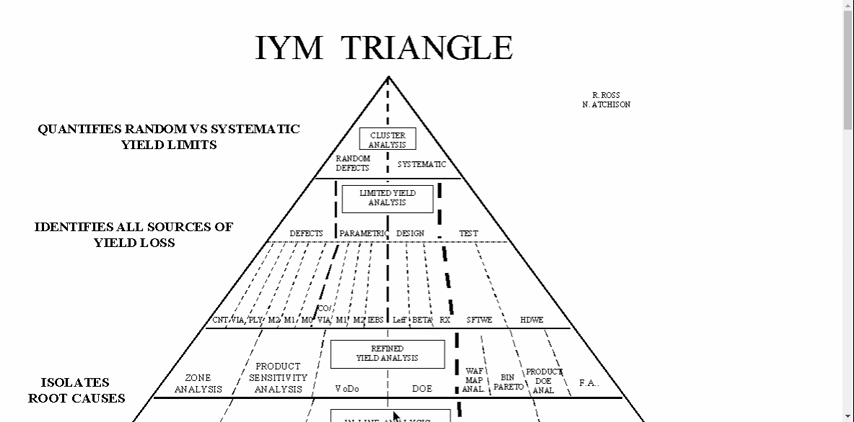 IYM TRIANGLE
R. ROSS
N. ATCHISON
QUANTIFIES RANDOM VS SYSTEMATIC
YIELD LIMITS
CLUSTER
ANALYSIS
RANDOM
DEFECTS
SYSTEMATIC
LIMITED YIELD
ANALYSIS
IDENTIFIES ALL SOURCES OF
YIELD LOSS
DEFECTS PARAMETRIC DESIGN TEST
CO/
CNT VIA PLY M2 M1 M0 VIA M1 M2 IEBS Leff BETA RX SFTWE HDWE
REFINED
YIELD ANALYSIS
ISOLATES
ROOT CAUSES
ZONE
ANALYSIS
PRODUCT
SENSITIVITY
ANALYSIS
VoDo
DOE
WAF
MAP
ANAL.
BIN
PARETO
PRODUCT
DOE
ANAL
F.A..
IN-LINE ANALYSIS